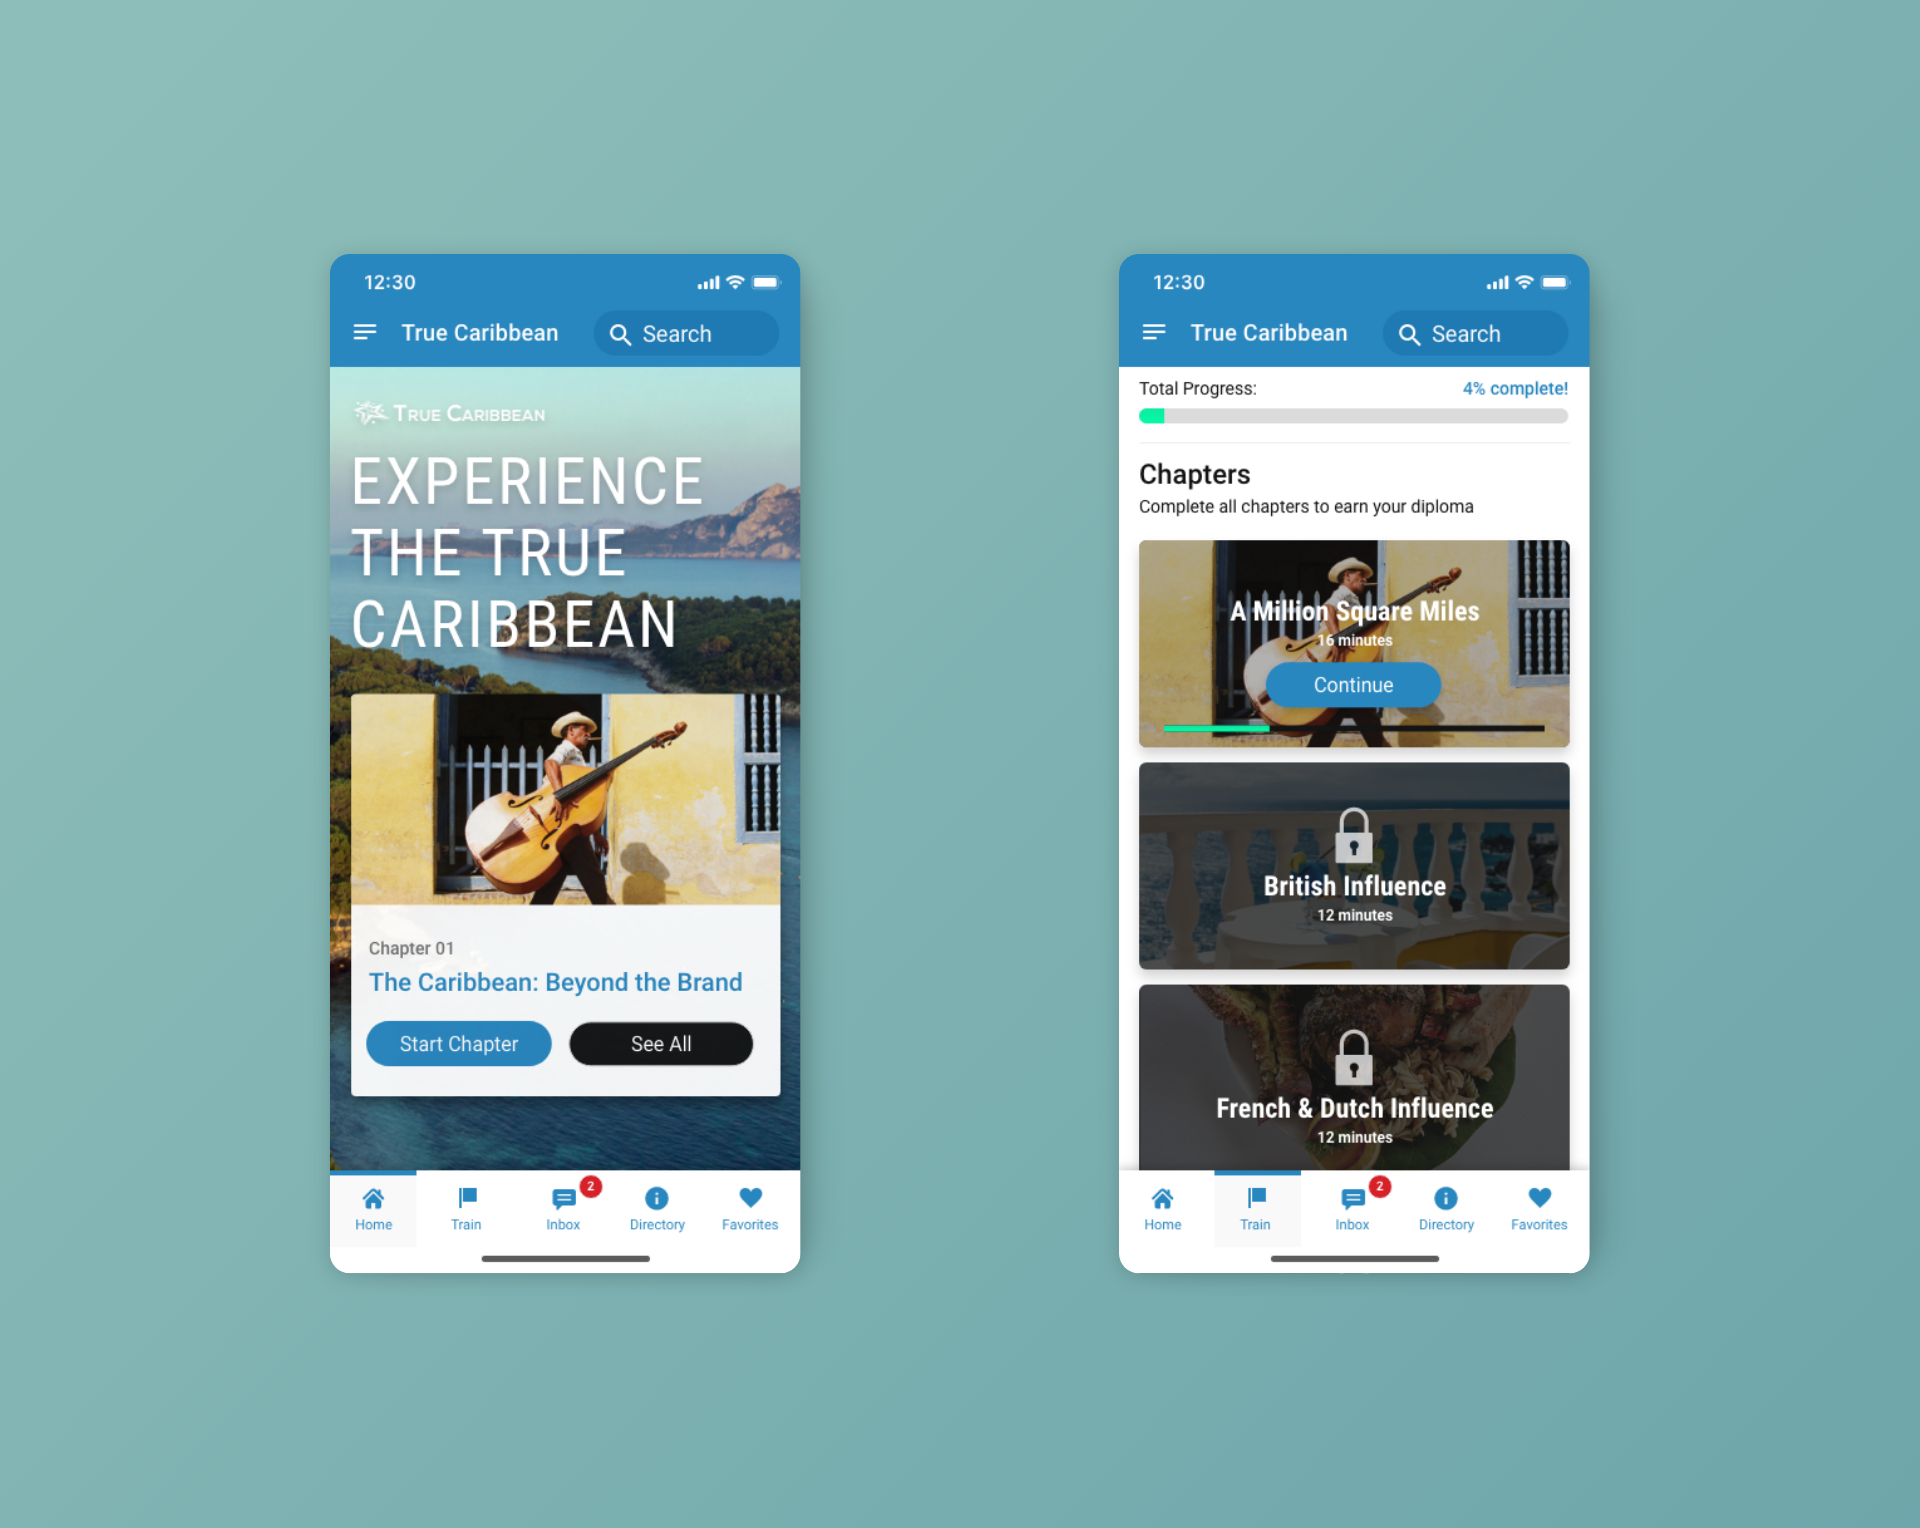 12:30
True Caribbean
Search
TRUE CARIBBEAN
EXPERIENCE
THE TRUE
CARIBBEAN
Chapter 01
The Caribbean: Beyond the Brand
Start Chapter
See All
2
Home
Train
Inbox
Directory
Favorites
12:30
True Caribbean
Search
Total Progress:
4% complete!
Chapters
Complete all chapters to earn your diploma
A Million Square Miles
16 minutes
Continue
British Influence
12 minutes
French & Dutch Influence
12 minutes
2
Home
Train
Inbox
Directory
Favorites